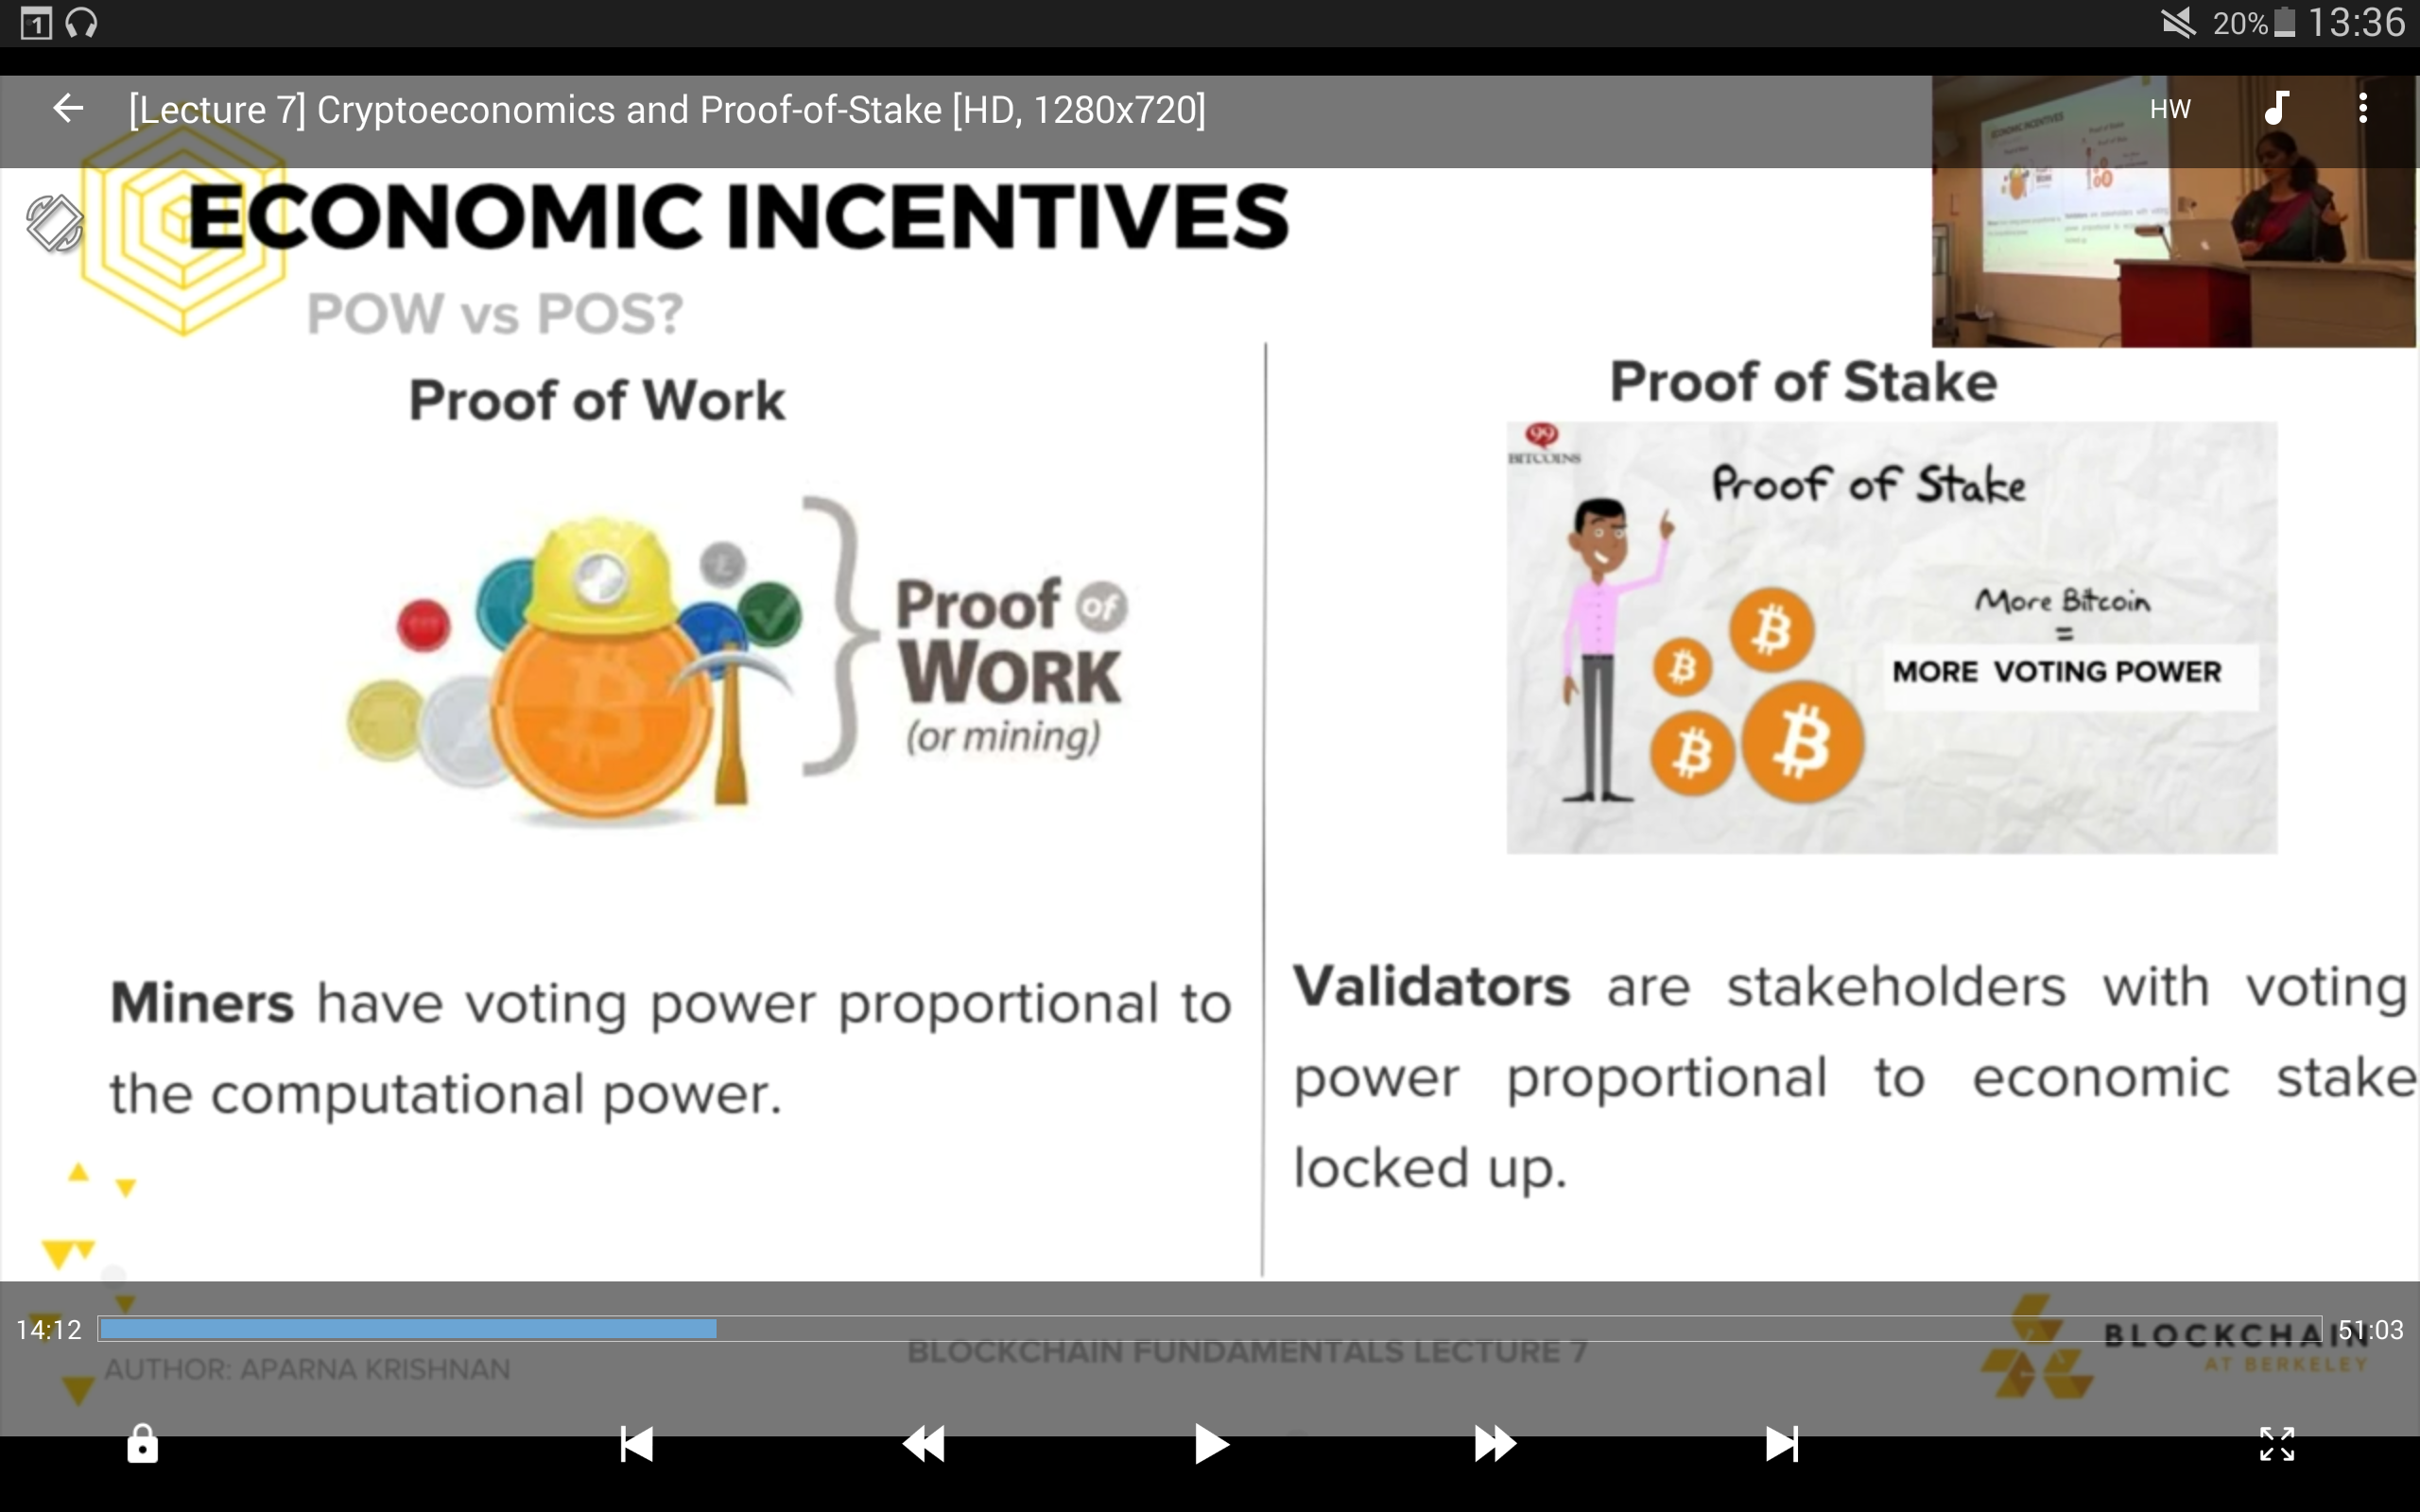 1
20% 13:36
[Lecture 7] Cryptoeconomics and Proof-of-Stake [HD, 1280x720]
HW
ECONOMIC INCENTIVES
POW vs POS?
Proof of Work
Proof of
WORK
(or mining)
Miners have voting power proportional to
the computational power.
Proof of Stake
99
BITCOINS
Proof of Stake
More Bitcoin
=
MORE VOTING POWER
Validators are stakeholders with voting
power proportional to economic stake
locked up.
14:12
51:03
AUTHOR: APARNA KRISHNAN
BLOCKCHAIN FUNDAMENTALS LECTURE 7
BLOCKCHAIN
AT BERKELEY